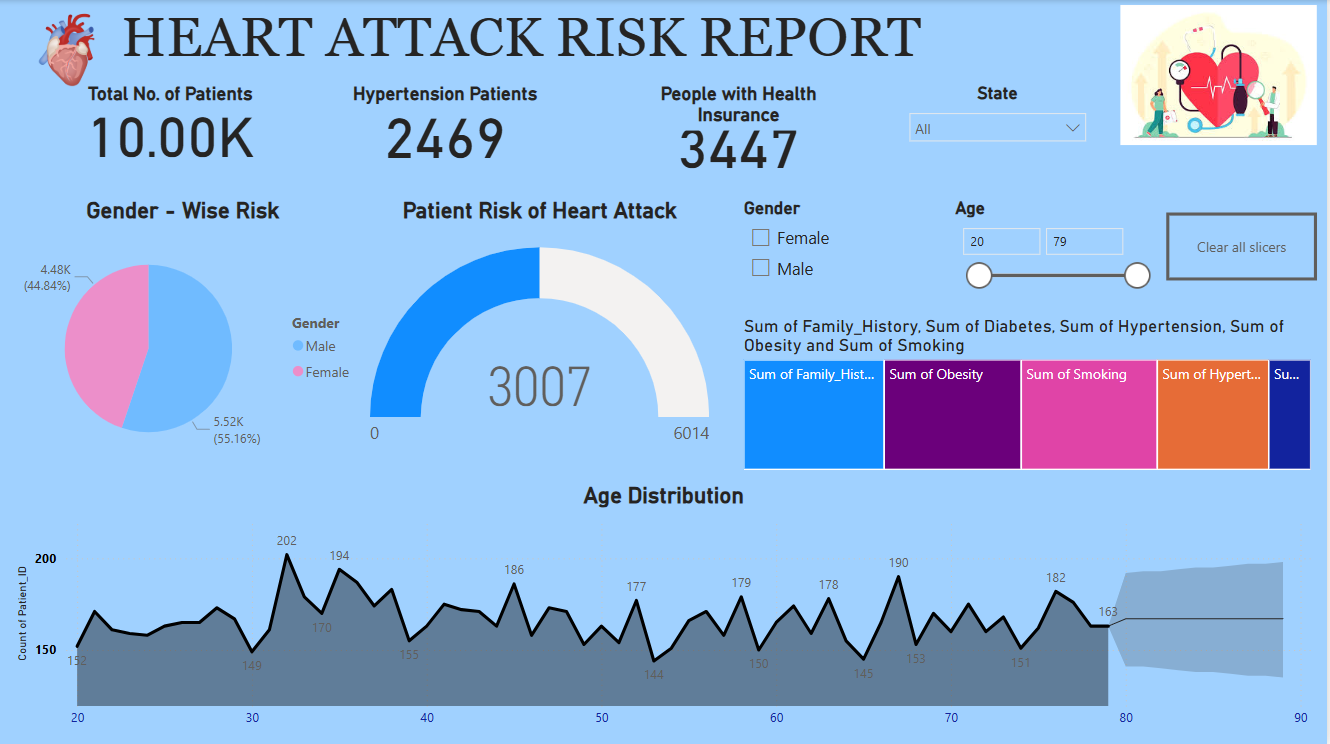 HEART ATTACK RISK REPORT
Total No. of Patients
10.00K
Hypertension Patients
2469
People with Health
Insurance
3447
State
All
Gender - Wise Risk
4.48K
(44.84%)
5.52K
(55.16%)
Gender
Male
Female
Patient Risk of Heart Attack
3007
0
6014
Gender
Female
Male
Age
20
79
Clear all slicers
Sum of Family_History, Sum of Diabetes, Sum of Hypertension, Sum of
Obesity and Sum of Smoking
Sum of Family_Hist...
Sum of Obesity
Sum of Smoking
Sum of Hypert...
Su...
Age Distribution
Count of Patient_ID
200
150
152
149
202
170
194
155
186
177
144
179
150
178
145
190
153
151
182
163
20
30
40
50
60
70
80
90